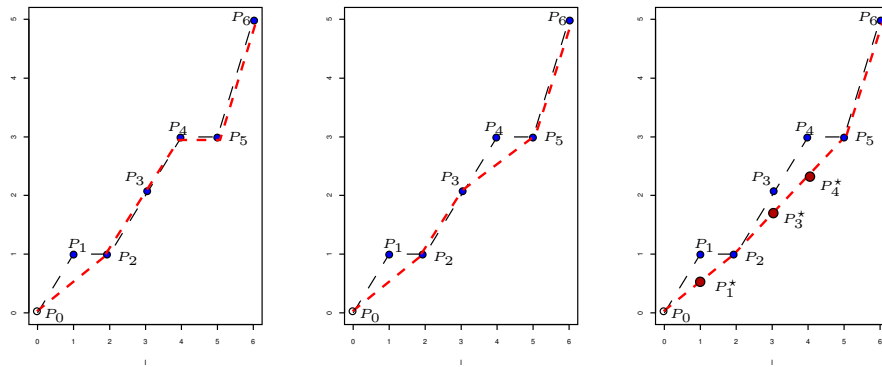 P₆ P₆ P₆
5 5 5
4 4 4
P₄ P₄ P₄
3 P₅ 3 P₅ 3 P₅
P₃ P₃ P₃ P₄⋆
2 2 2
P₃⋆
P₁ P₁ P₁
1 P₂ 1 P₂ 1 P₂
P₁⋆
0 P₀ 0 P₀ 0 P₀
0 1 2 3 4 5 6 0 1 2 3 4 5 6 0 1 2 3 4 5 6
I I I